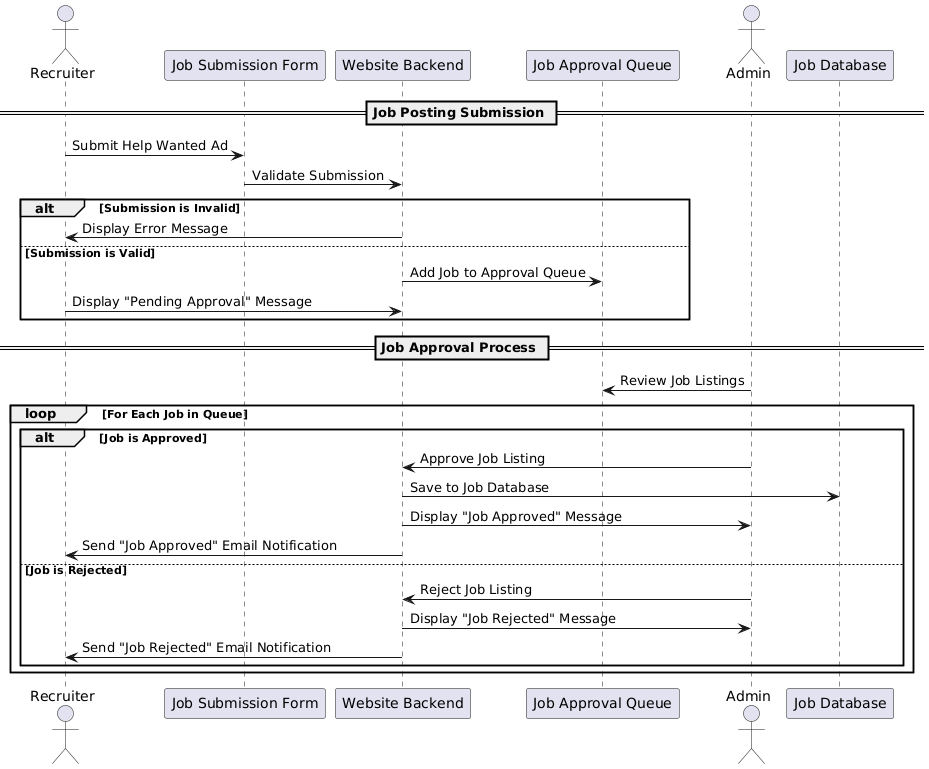 Recruiter
Job Submission Form
Website Backend
Job Approval Queue
Admin
Job Database
Job Posting Submission
Submit Help Wanted Ad
Validate Submission
alt
[Submission is Invalid]
Display Error Message
[Submission is Valid]
Add Job to Approval Queue
Display "Pending Approval" Message
Job Approval Process
Review Job Listings
loop
[For Each Job in Queue]
alt
[Job is Approved]
Approve Job Listing
Save to Job Database
Display "Job Approved" Message
Send "Job Approved" Email Notification
[Job is Rejected]
Reject Job Listing
Display "Job Rejected" Message
Send "Job Rejected" Email Notification
Recruiter
Job Submission Form
Website Backend
Job Approval Queue
Admin
Job Database